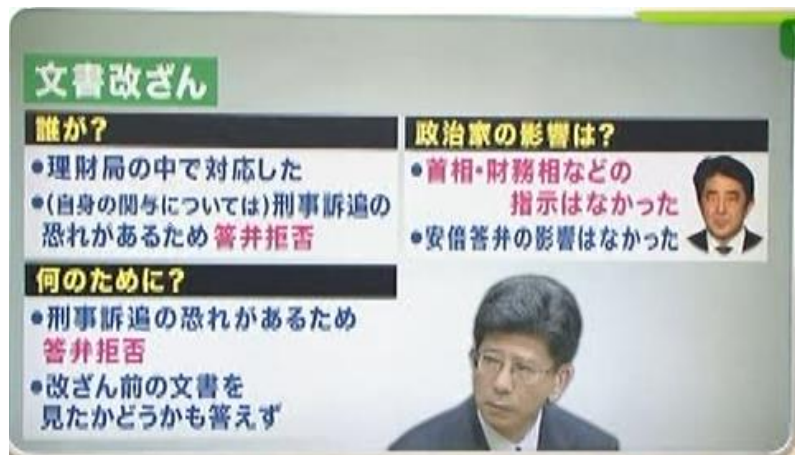 文書改ざん
誰が？
●理財局の中で対応した
●(自身の関与については)刑事訴追の
恐れがあるため 答弁拒否
何のために？
●刑事訴追の恐れがあるため
答弁拒否
●改ざん前の文書を
見たかどうかも答えず
政治家の影響は？
●首相・財務相などの
指示はなかった
●安倍答弁の影響はなかった